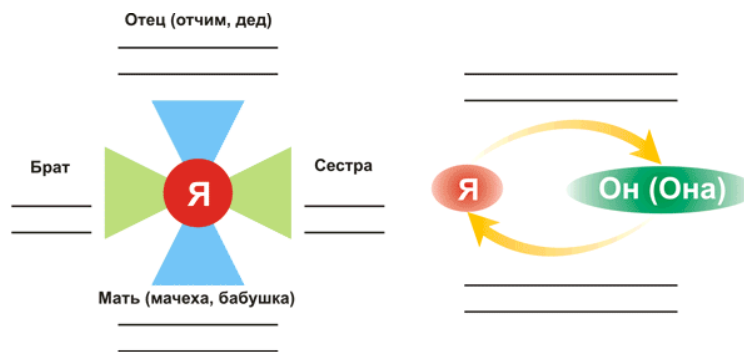 Отец (отчим, дед)
Брат
Я
Сестра
Мать (мачеха, бабушка)
Я
Он (Она)